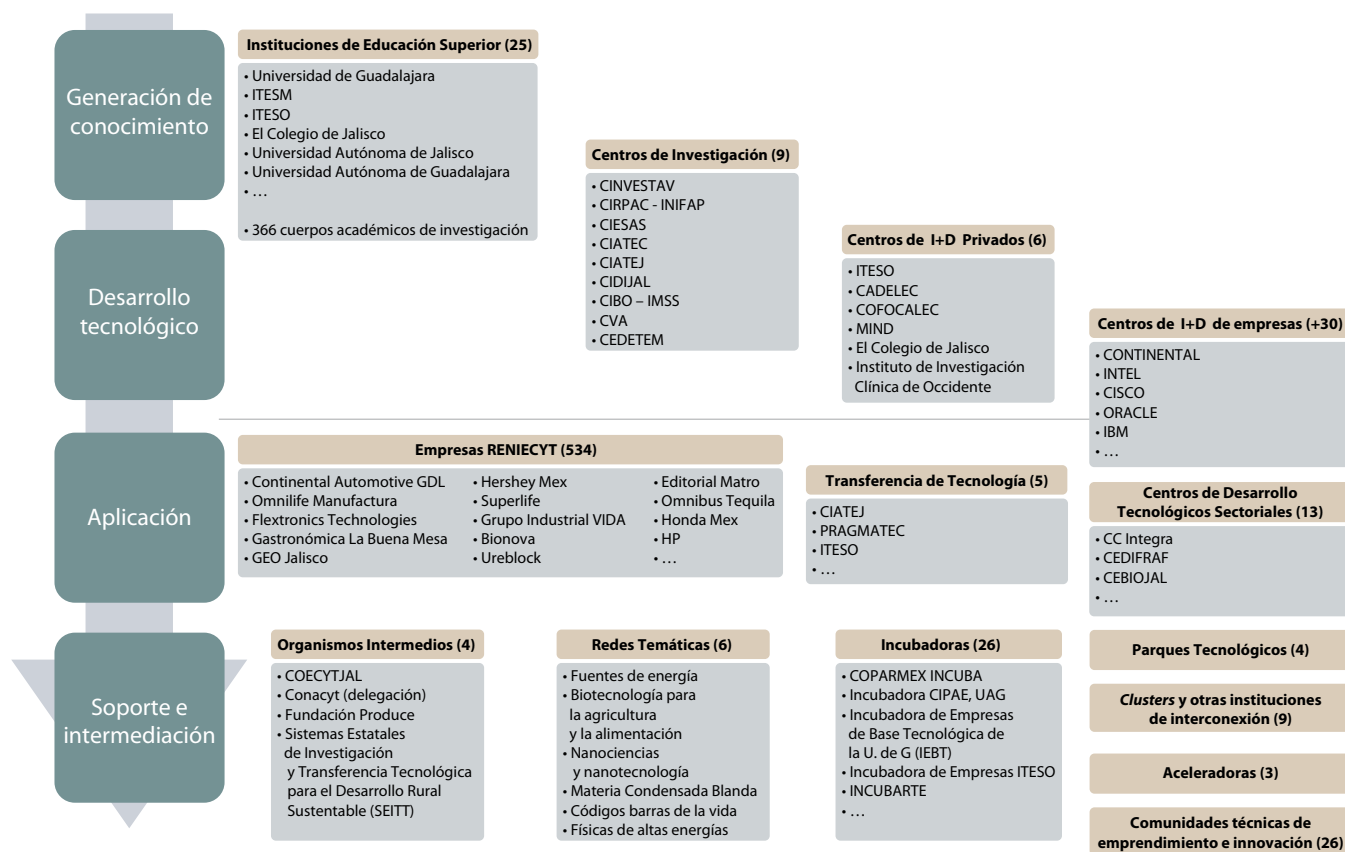 Generación de
conocimiento
Instituciones de Educación Superior (25)
• Universidad de Guadalajara
• ITESM
• ITESO
• El Colegio de Jalisco
• Universidad Autónoma de Jalisco
• Universidad Autónoma de Guadalajara
• …
• 366 cuerpos académicos de investigación
Centros de Investigación (9)
• CINVESTAV
• CIRPAC - INIFAP
• CIESAS
• CIATEC
• CIATEJ
• CIDIJAL
• CIBO – IMSS
• CVA
• CEDETEM
Desarrollo
tecnológico
Centros de I+D Privados (6)
• ITESO
• CADELEC
• COFOCALEC
• MIND
• El Colegio de Jalisco
• Instituto de Investigación
Clínica de Occidente
Centros de I+D de empresas (+30)
• CONTINENTAL
• INTEL
• CISCO
• ORACLE
• IBM
• …
Aplicación
Empresas RENIECYT (534)
• Continental Automotive GDL
• Omnilife Manufactura
• Flextronics Technologies
• Gastronómica La Buena Mesa
• GEO Jalisco
• Hershey Mex
• Superlife
• Grupo Industrial VIDA
• Bionova
• Ureblock
• Editorial Matro
• Omnibus Tequila
• Honda Mex
• HP
• …
Transferencia de Tecnología (5)
• CIATEJ
• PRAGMATEC
• ITESO
• …
Centros de Desarrollo
Tecnológicos Sectoriales (13)
• CC Integra
• CEDIFRAF
• CEBIOJAL
• …
Soporte e
intermediación
Organismos Intermedios (4)
• COECYTJAL
• Conacyt (delegación)
• Fundación Produce
• Sistemas Estatales
de Investigación
y Transferencia Tecnológica
para el Desarrollo Rural
Sustentable (SEITT)
Redes Temáticas (6)
• Fuentes de energía
• Biotecnología para
la agricultura
y la alimentación
• Nanociencias
y nanotecnología
• Materia Condensada Blanda
• Códigos barras de la vida
• Físicas de altas energías
Incubadoras (26)
• COPARMEX INCUBA
• Incubadora CIPAE, UAG
• Incubadora de Empresas
de Base Tecnológica de
la U. de G (IEBT)
• Incubadora de Empresas ITESO
• INCUBARTE
• …
Parques Tecnológicos (4)
Clusters y otras instituciones
de interconexión (9)
Aceleradoras (3)
Comunidades técnicas de
emprendimiento e innovación (26)